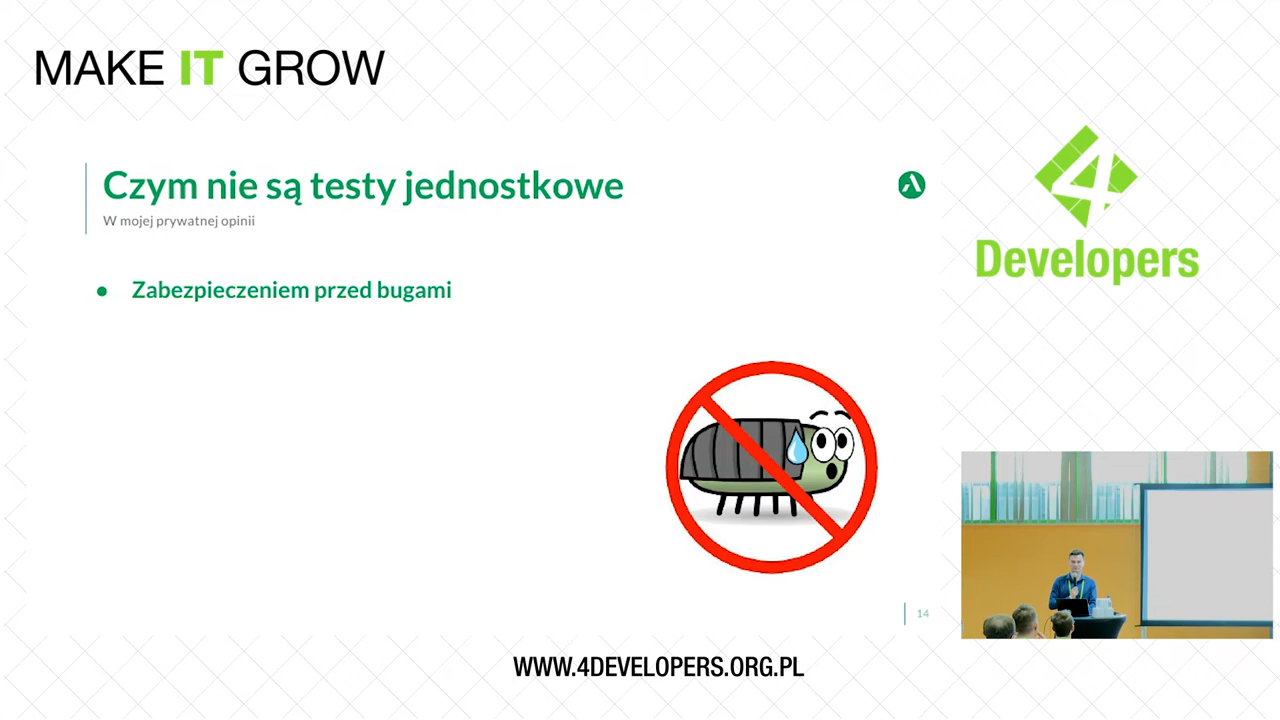 MAKE IT GROW
Czym nie są testy jednostkowe
W mojej prywatnej opinii
● Zabezpieczeniem przed bugami
14
4
Developers
WWW.4DEVELOPERS.ORG.PL